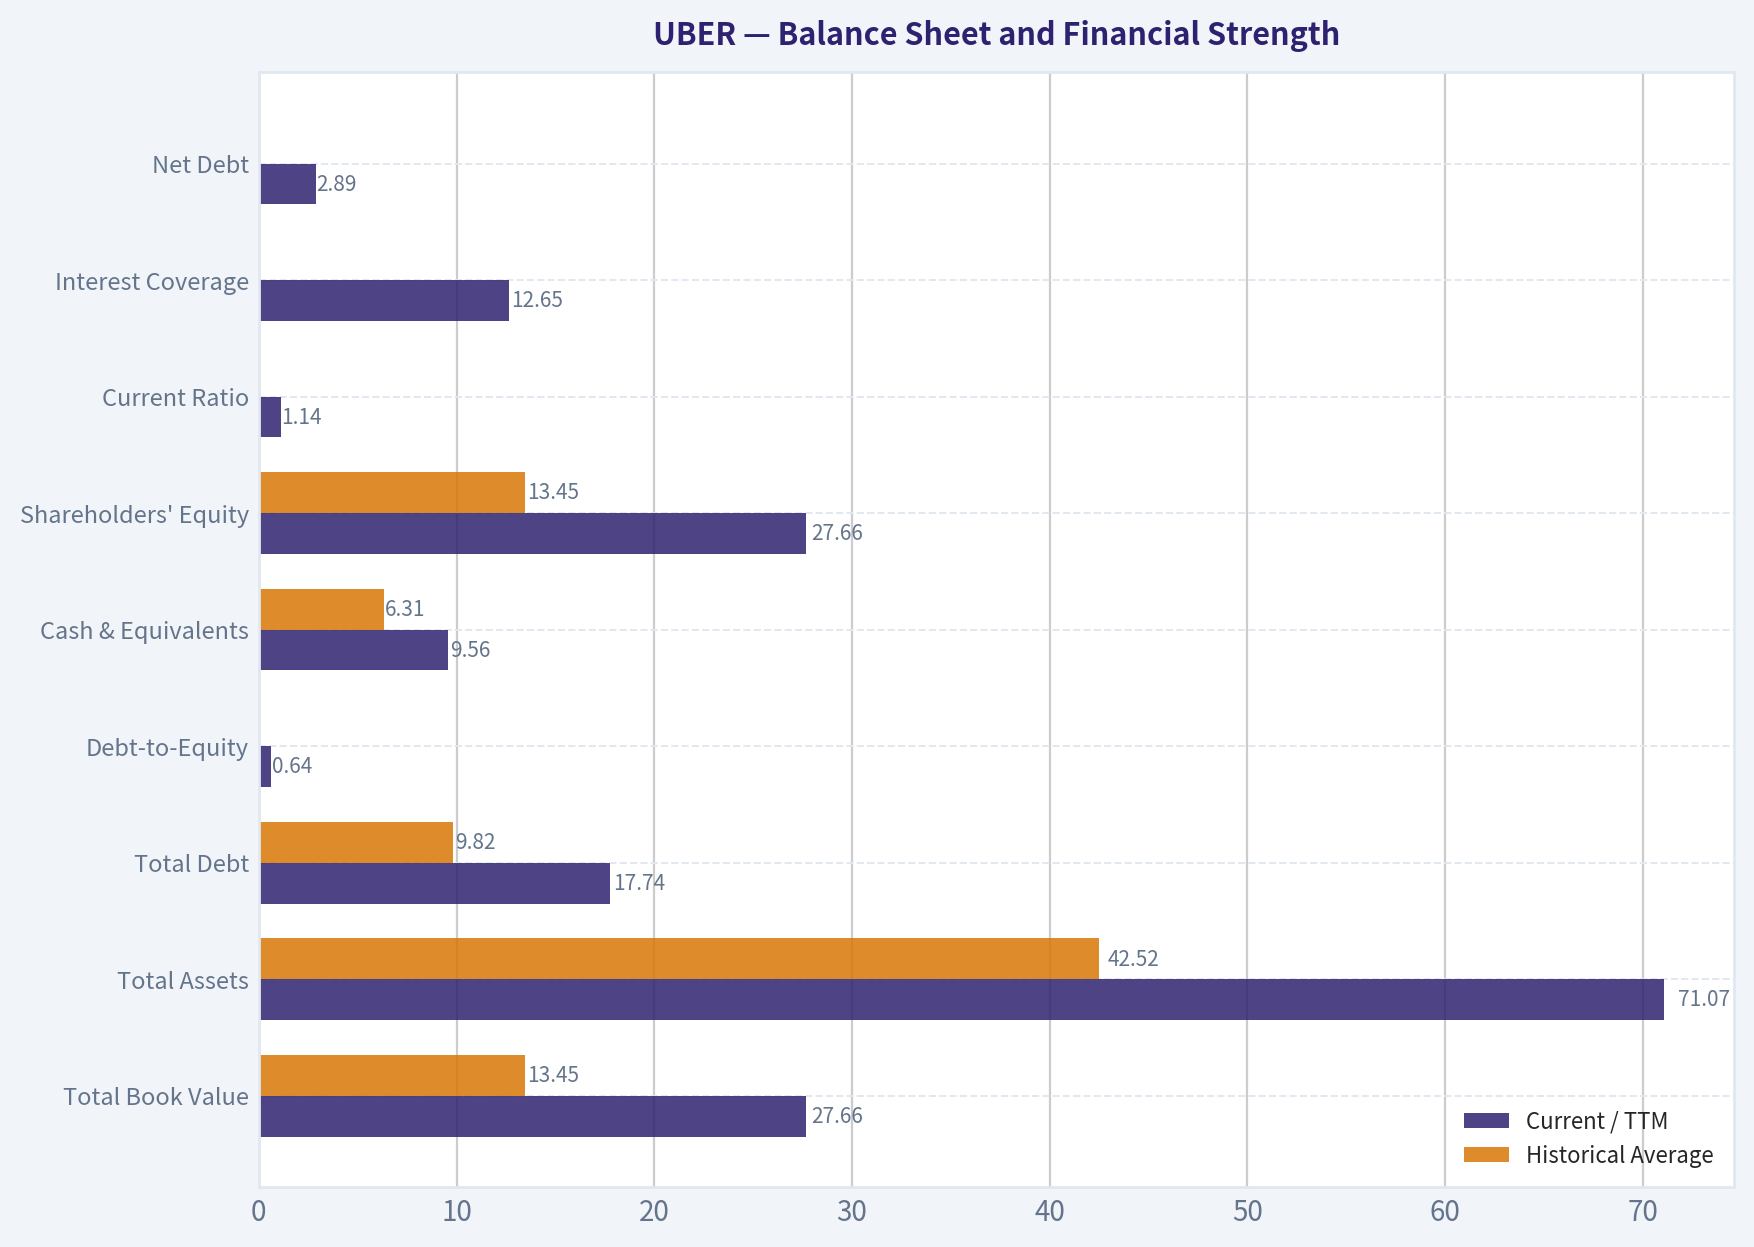 UBER — Balance Sheet and Financial Strength
Net Debt
2.89
Interest Coverage
12.65
Current Ratio
1.14
13.45
Shareholders' Equity
27.66
6.31
Cash & Equivalents
9.56
Debt-to-Equity
0.64
9.82
Total Debt
17.74
42.52
Total Assets
71.07
13.45
Total Book Value
27.66
Current / TTM
Historical Average
0 10 20 30 40 50 60 70